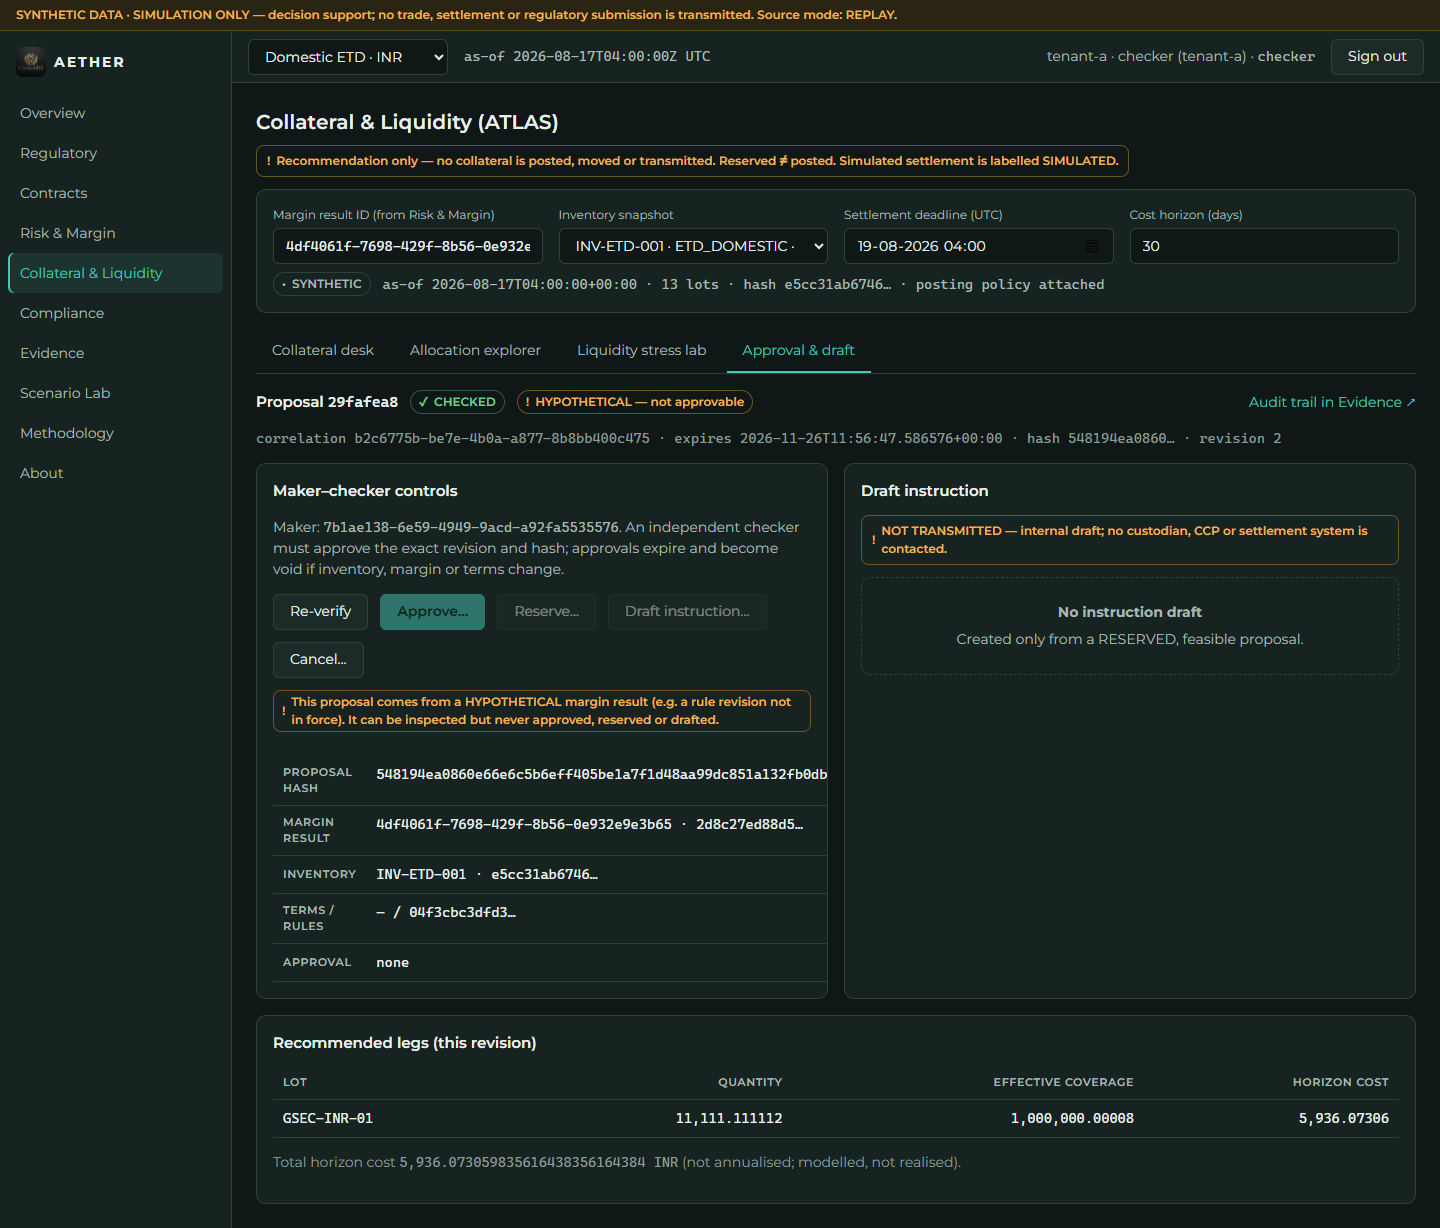 SYNTHETIC DATA · SIMULATION ONLY — decision support; no trade, settlement or regulatory submission is transmitted. Source mode: REPLAY.
AETHER
Domestic ETD · INR
as-of 2026-08-17T04:00:00Z UTC
tenant-a · checker (tenant-a) · checker
Sign out
Overview
Regulatory
Contracts
Risk & Margin
Collateral & Liquidity
Compliance
Evidence
Scenario Lab
Methodology
About
Collateral & Liquidity (ATLAS)
! Recommendation only — no collateral is posted, moved or transmitted. Reserved ≠ posted. Simulated settlement is labelled SIMULATED.
Margin result ID (from Risk & Margin)
4df4061f-7698-429f-8b56-0e932e
Inventory snapshot
INV-ETD-001 · ETD_DOMESTIC ·
Settlement deadline (UTC)
19-08-2026 04:00
Cost horizon (days)
30
• SYNTHETIC as-of 2026-08-17T04:00:00+00:00 · 13 lots · hash e5cc31ab6746… · posting policy attached
Collateral desk
Allocation explorer
Liquidity stress lab
Approval & draft
Proposal 29fafea8
✓ CHECKED
! HYPOTHETICAL — not approvable
Audit trail in Evidence ↗
correlation b2c6775b-be7e-4b0a-a877-8b8bb400c475 · expires 2026-11-26T11:56:47.586576+00:00 · hash 548194ea0860… · revision 2
Maker–checker controls
Maker: 7b1ae138-6e59-4949-9acd-a92fa5535576. An independent checker
must approve the exact revision and hash; approvals expire and become
void if inventory, margin or terms change.
Re-verify
Approve…
Reserve…
Draft instruction…
Cancel…
! This proposal comes from a HYPOTHETICAL margin result (e.g. a rule revision not
in force). It can be inspected but never approved, reserved or drafted.
PROPOSAL
HASH
548194ea0860e66e6c5b6eff405be1a7f1d48aa99dc851a132fb0db
MARGIN
RESULT
4df4061f-7698-429f-8b56-0e932e9e3b65 · 2d8c27ed88d5…
INVENTORY
INV-ETD-001 · e5cc31ab6746…
TERMS /
RULES
— / 04f3cbc3dfd3…
APPROVAL
none
Draft instruction
! NOT TRANSMITTED — internal draft; no custodian, CCP or settlement system is
contacted.
No instruction draft
Created only from a RESERVED, feasible proposal.
Recommended legs (this revision)
LOT QUANTITY EFFECTIVE COVERAGE HORIZON COST
GSEC-INR-01 11,111.111112 1,000,000.00008 5,936.07306
Total horizon cost 5,936.073059835616438356164384 INR (not annualised; modelled, not realised).